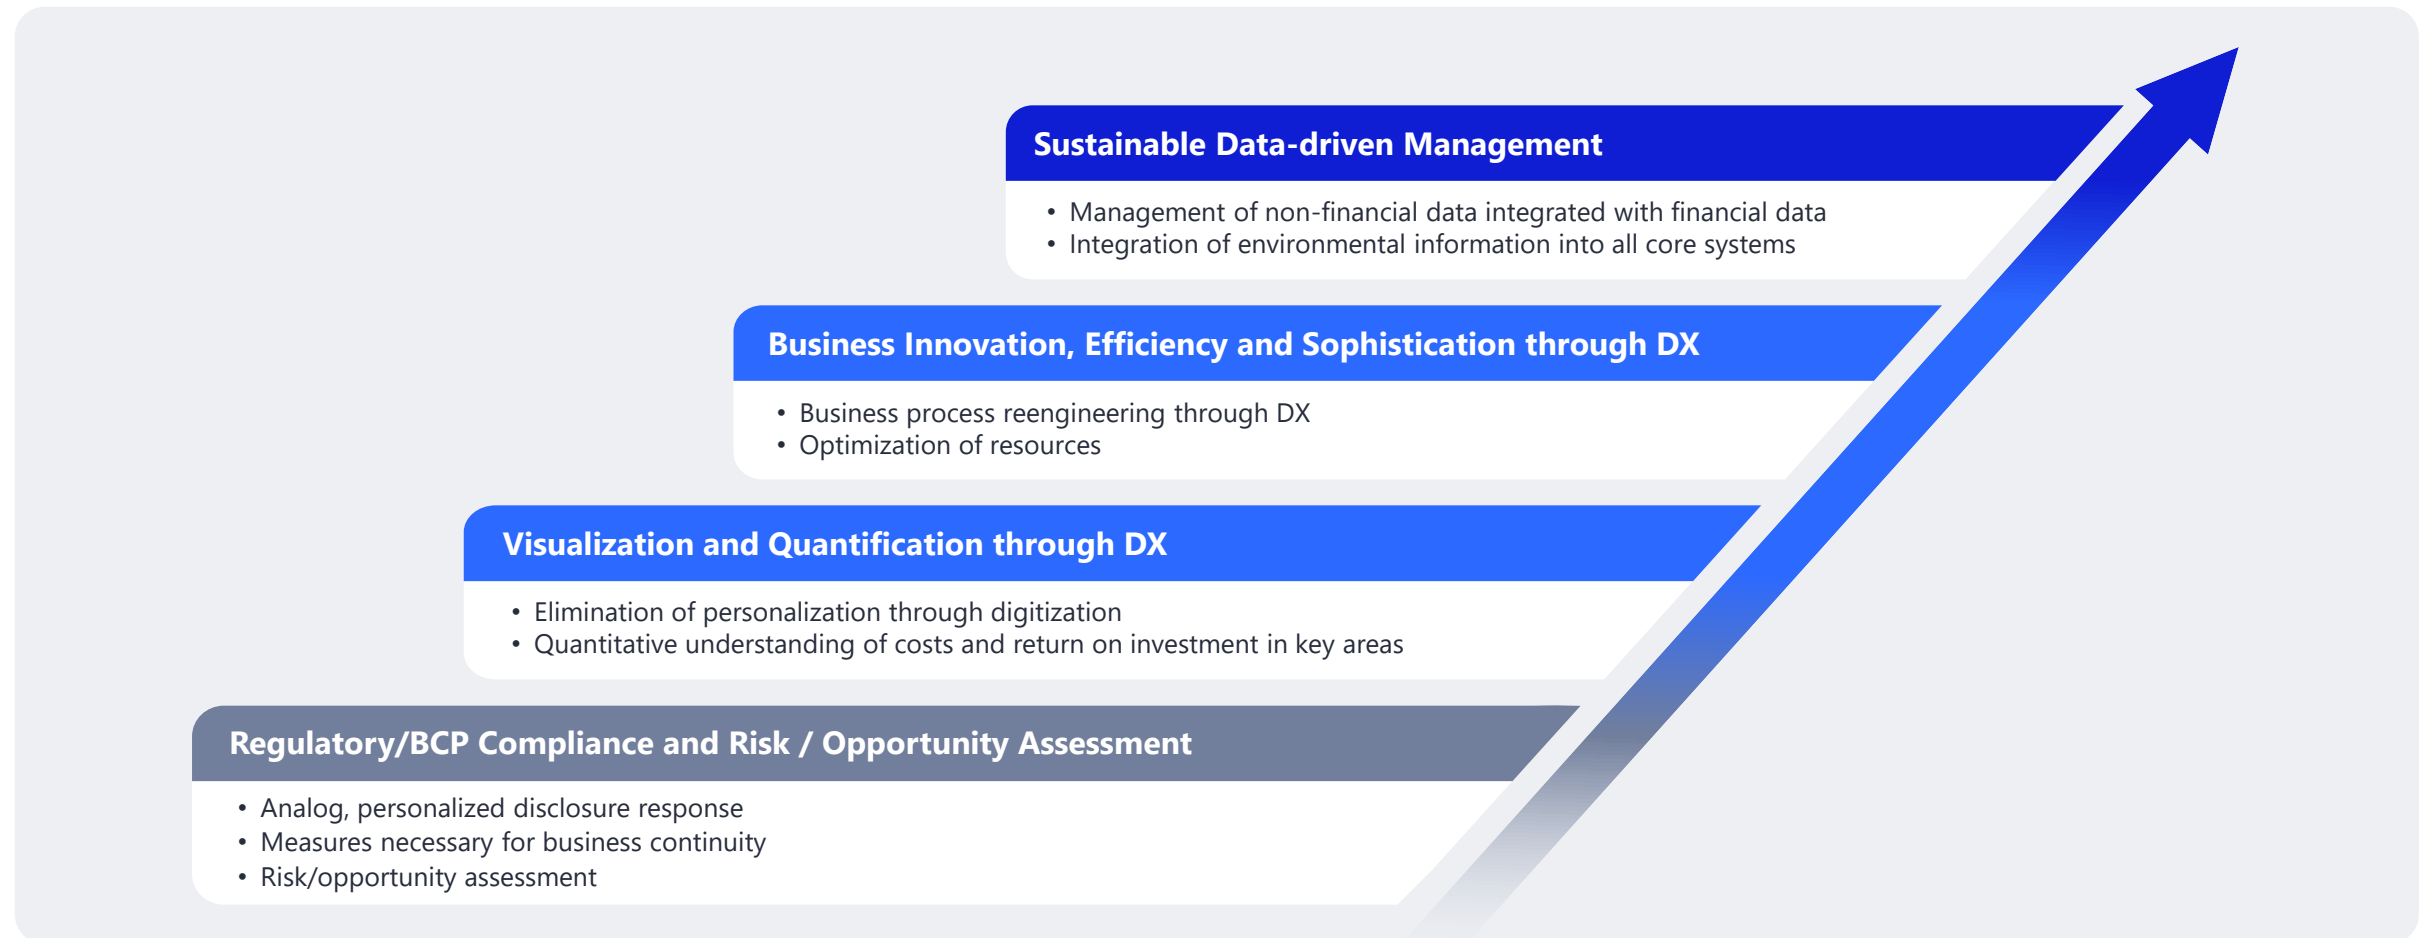 Sustainable Data-driven Management
• Management of non-financial data integrated with financial data
• Integration of environmental information into all core systems
Business Innovation, Efficiency and Sophistication through DX
• Business process reengineering through DX
• Optimization of resources
Visualization and Quantification through DX
• Elimination of personalization through digitization
• Quantitative understanding of costs and return on investment in key areas
Regulatory/BCP Compliance and Risk / Opportunity Assessment
• Analog, personalized disclosure response
• Measures necessary for business continuity
• Risk/opportunity assessment